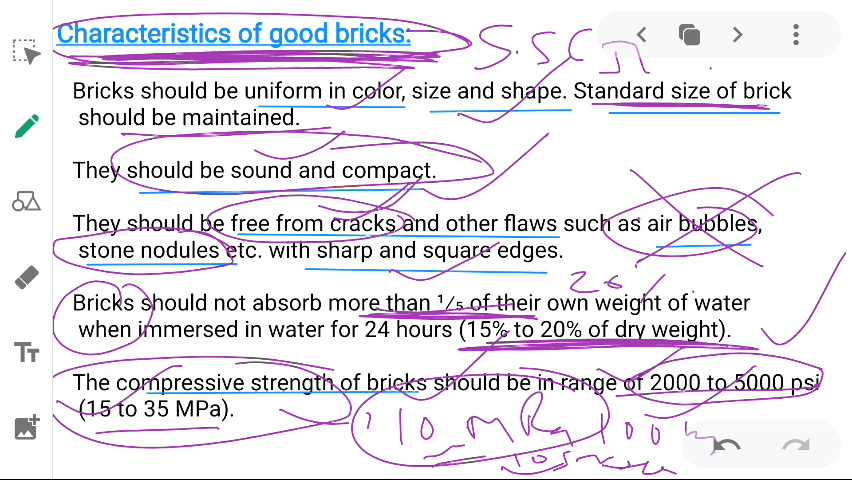 Characteristics of good bricks:
Bricks should be uniform in color, size and shape. Standard size of brick
should be maintained.
They should be sound and compact.
They should be free from cracks and other flaws such as air bubbles,
stone nodules etc. with sharp and square edges.
Bricks should not absorb more than ¹/₅ of their own weight of water
when immersed in water for 24 hours (15% to 20% of dry weight).
The compressive strength of bricks should be in range of 2000 to 5000 psi
(15 to 35 MPa).
10
Tт